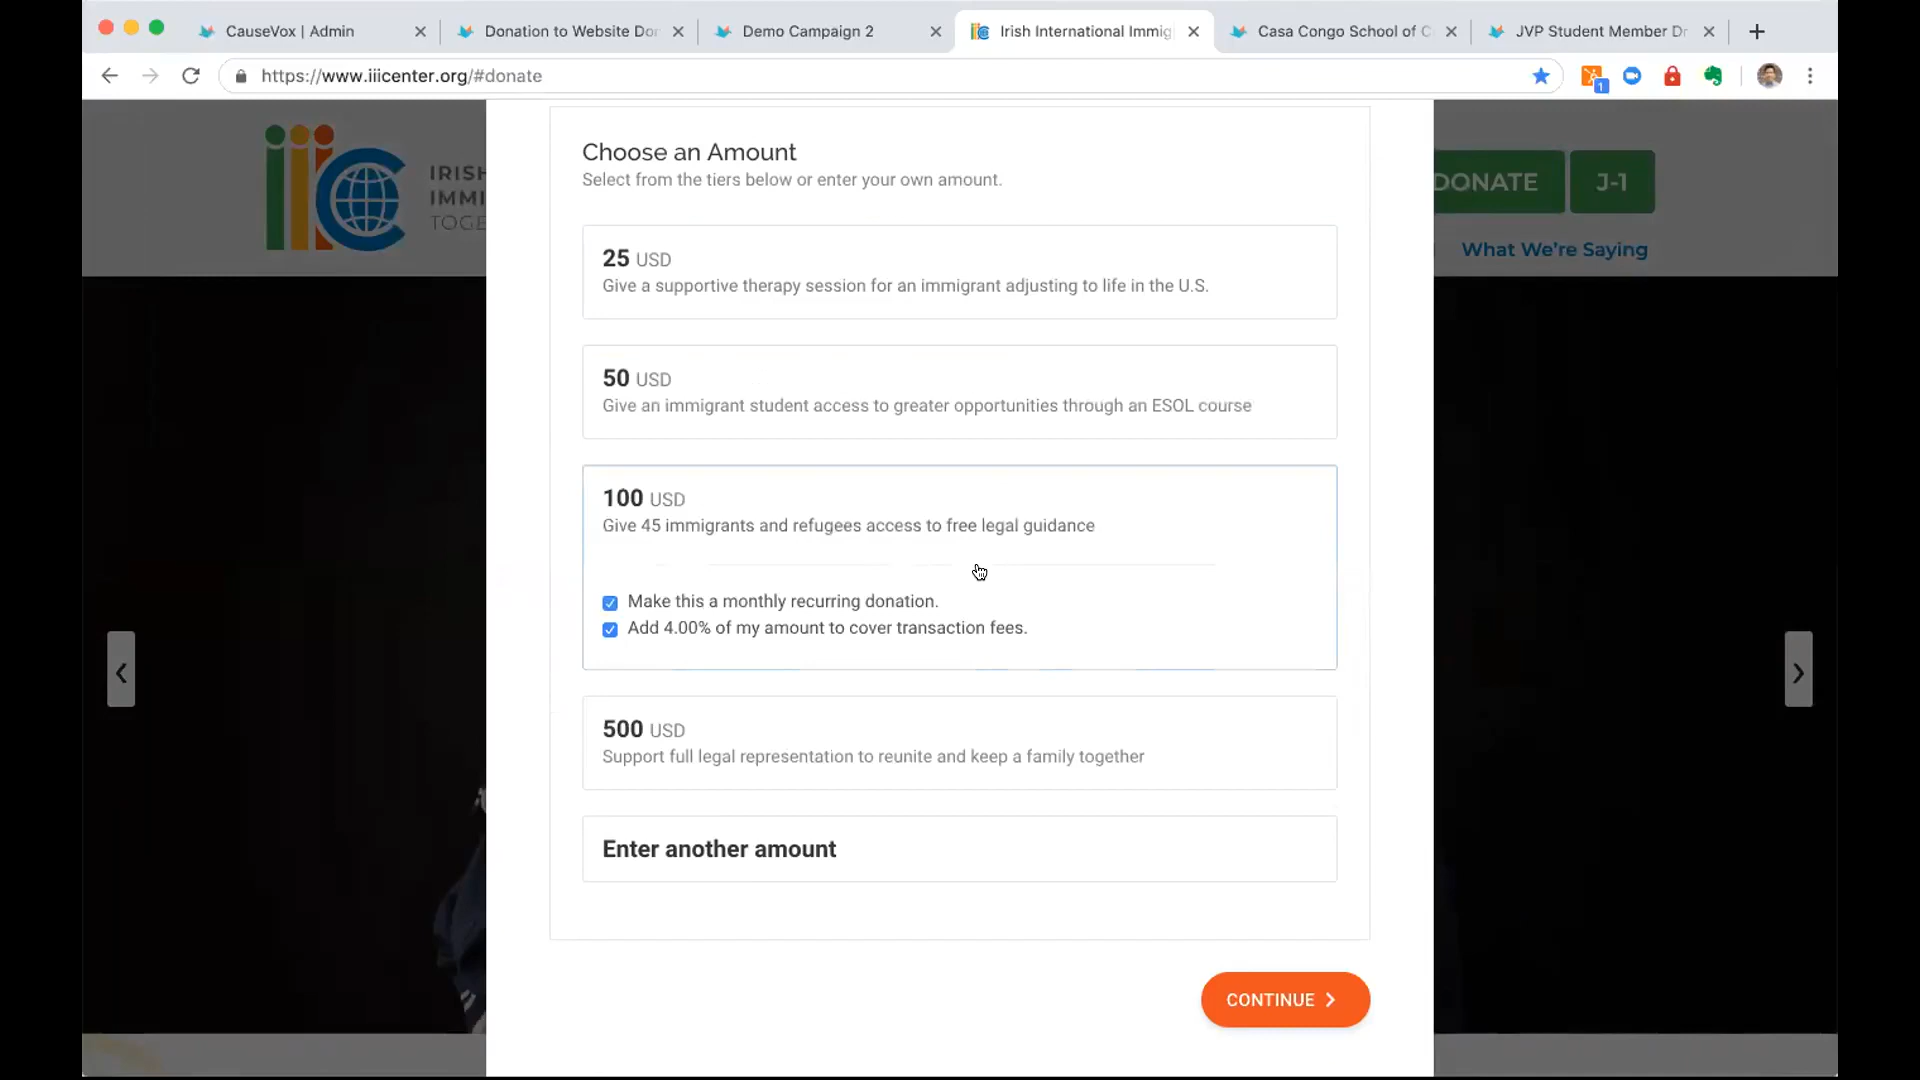 CauseVox | Admin
Donation to Website Do
Demo Campaign 2
Irish International Immig
Casa Congo School of C
JVP Student Member Dr
https://www.iiicenter.org/#donate
1
iiic
IRISH
IMMI
TOGE
DONATE
J-1
What We're Saying
Choose an Amount
Select from the tiers below or enter your own amount.
25 USD
Give a supportive therapy session for an immigrant adjusting to life in the U.S.
50 USD
Give an immigrant student access to greater opportunities through an ESOL course
100 USD
Give 45 immigrants and refugees access to free legal guidance
Make this a monthly recurring donation.
Add 4.00% of my amount to cover transaction fees.
500 USD
Support full legal representation to reunite and keep a family together
Enter another amount
CONTINUE